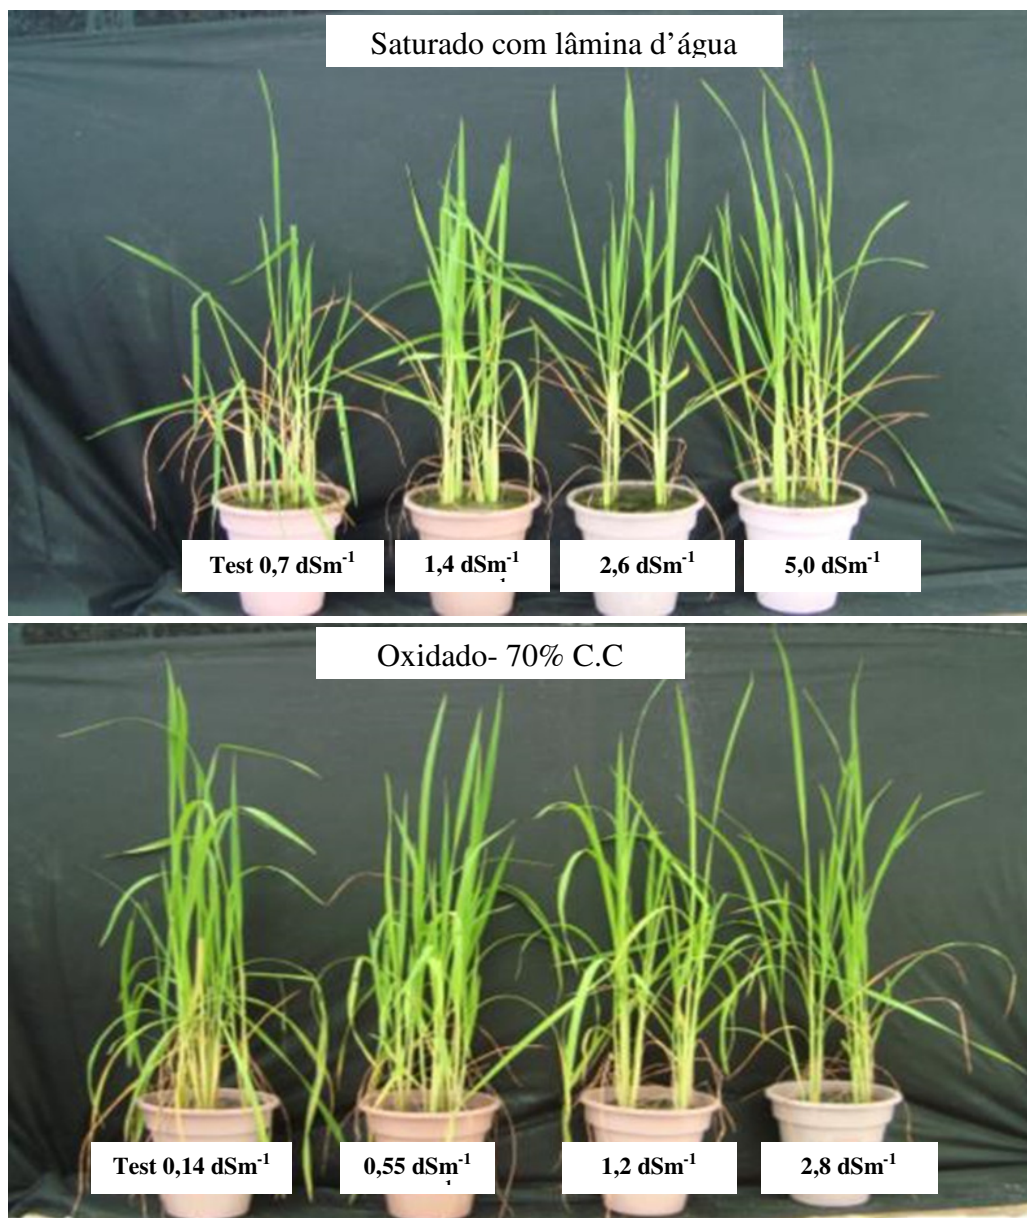 Saturado com lâmina d'água
Test 0,7 dSm⁻¹
1,4 dSm⁻¹
2,6 dSm⁻¹
5,0 dSm⁻¹
Oxidado- 70% C.C
Test 0,14 dSm⁻¹
0,55 dSm⁻¹
1,2 dSm⁻¹
2,8 dSm⁻¹